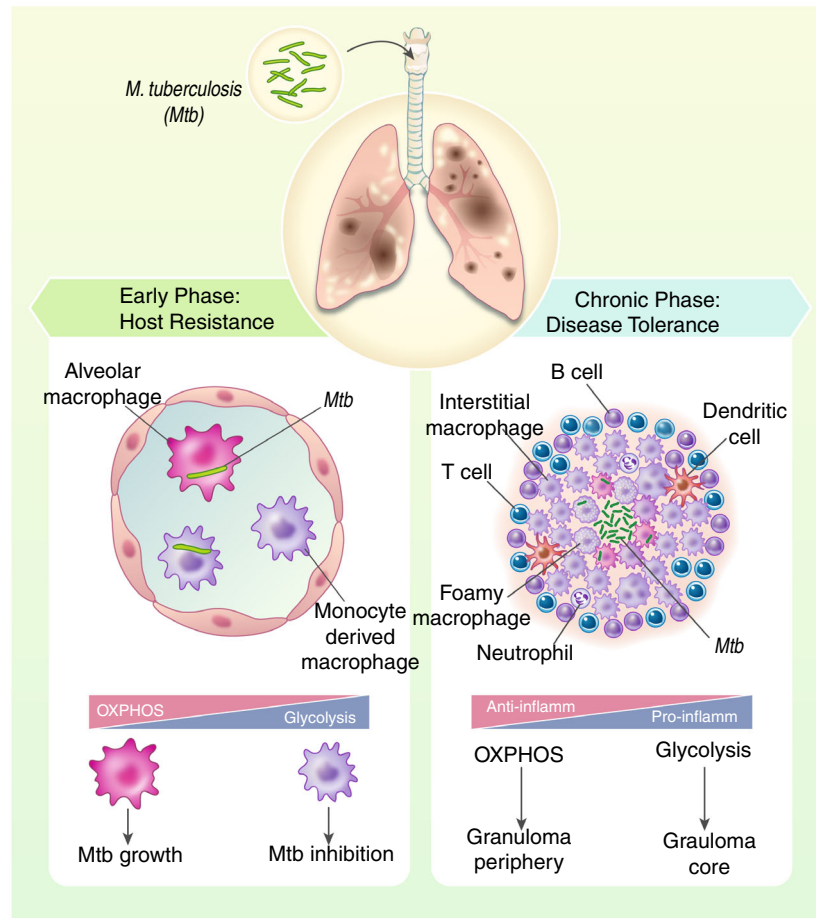 M. tuberculosis
(Mtb)
Early Phase:
Host Resistance
Chronic Phase:
Disease Tolerance
Alveolar
macrophage
Mtb
Monocyte
derived
macrophage
B cell
Interstitial
macrophage
Dendritic
cell
T cell
Foamy
macrophage
Neutrophil
Mtb
OXPHOS
Glycolysis
Mtb growth
Mtb inhibition
Anti-inflamm
Pro-inflamm
OXPHOS
Glycolysis
Granuloma
periphery
Grauloma
core